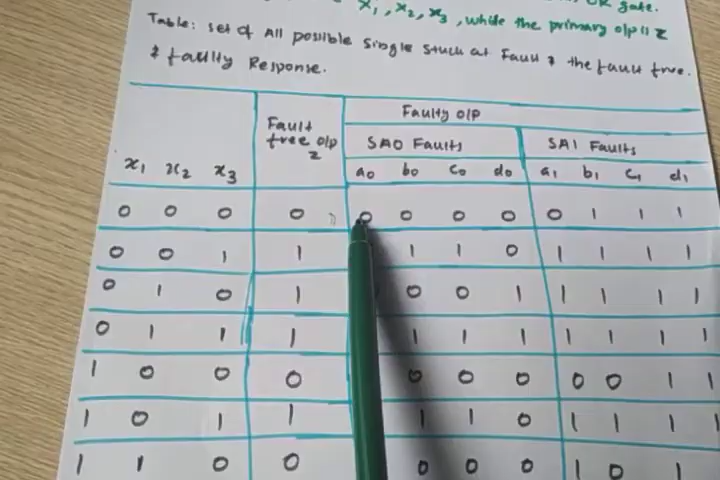 OR gate.
x1, x2, x3, while the primary o/p is z
Table: set of All possible Single stuck at Fault & the fault free.
& faulty Response.
Faulty O/P
Fault free o/p z
SA0 Faults SA1 Faults
x1 x2 x3 a0 b0 c0 d0 a1 b1 c1 d1
0 0 0 0 0 0 0 0 0 1 1 1
0 0 1 1 1 1 0 1 1 1 1
0 1 0 1 0 0 1 1 1 1 1
0 1 1 1 1 1 1 1 1 1 1
1 0 0 0 0 0 0 0 0 1 1
1 0 1 1 1 1 0 1 1 1 1
1 1 0 0 0 0 0 1 0 1 1